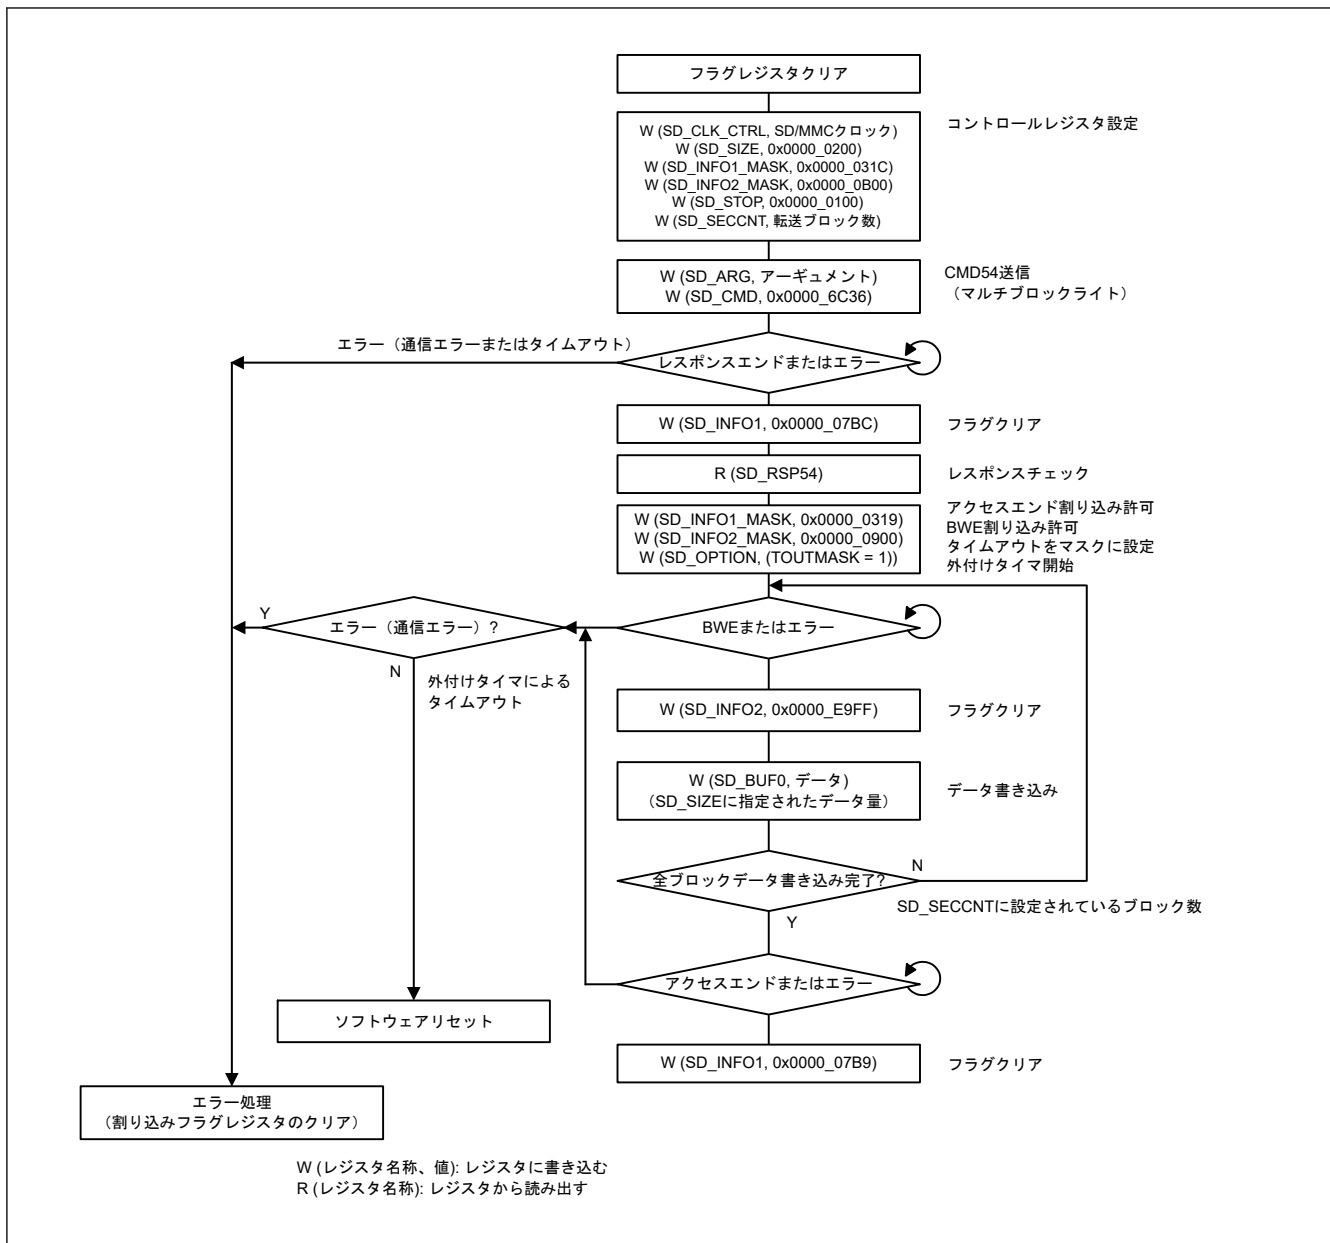 フラグレジスタクリア
W (SD_CLK_CTRL, SD/MMCクロック)
W (SD_SIZE, 0x0000_0200)
W (SD_INFO1_MASK, 0x0000_031C)
W (SD_INFO2_MASK, 0x0000_0B00)
W (SD_STOP, 0x0000_0100)
W (SD_SECCNT, 転送ブロック数)
コントロールレジスタ設定
W (SD_ARG, アーギュメント)
W (SD_CMD, 0x0000_6C36)
CMD54送信
（マルチブロックライト）
エラー（通信エラーまたはタイムアウト）
レスポンスエンドまたはエラー
W (SD_INFO1, 0x0000_07BC)
フラグクリア
R (SD_RSP54)
レスポンスチェック
W (SD_INFO1_MASK, 0x0000_0319)
W (SD_INFO2_MASK, 0x0000_0900)
W (SD_OPTION, (TOUTMASK = 1))
アクセスエンド割り込み許可
BWE割り込み許可
タイムアウトをマスクに設定
外付けタイマ開始
Y
エラー（通信エラー）?
BWEまたはエラー
N
外付けタイマによる
タイムアウト
W (SD_INFO2, 0x0000_E9FF)
フラグクリア
W (SD_BUF0, データ)
（SD_SIZEに指定されたデータ量）
データ書き込み
全ブロックデータ書き込み完了?
N
SD_SECCNTに設定されているブロック数
Y
アクセスエンドまたはエラー
ソフトウェアリセット
W (SD_INFO1, 0x0000_07B9)
フラグクリア
エラー処理
（割り込みフラグレジスタのクリア）
W (レジスタ名称、値): レジスタに書き込む
R (レジスタ名称): レジスタから読み出す